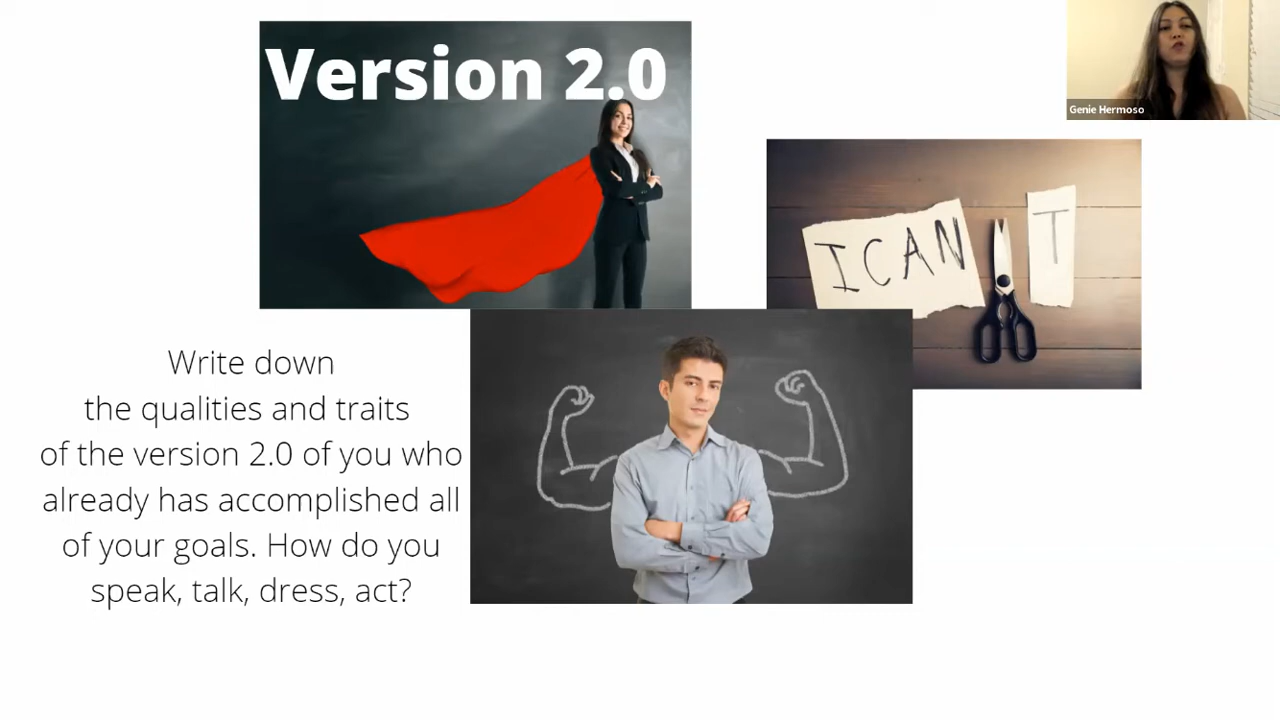 Version 2.0
Genie Hermoso
I CAN T
Write down
the qualities and traits
of the version 2.0 of you who
already has accomplished all
of your goals. How do you
speak, talk, dress, act?